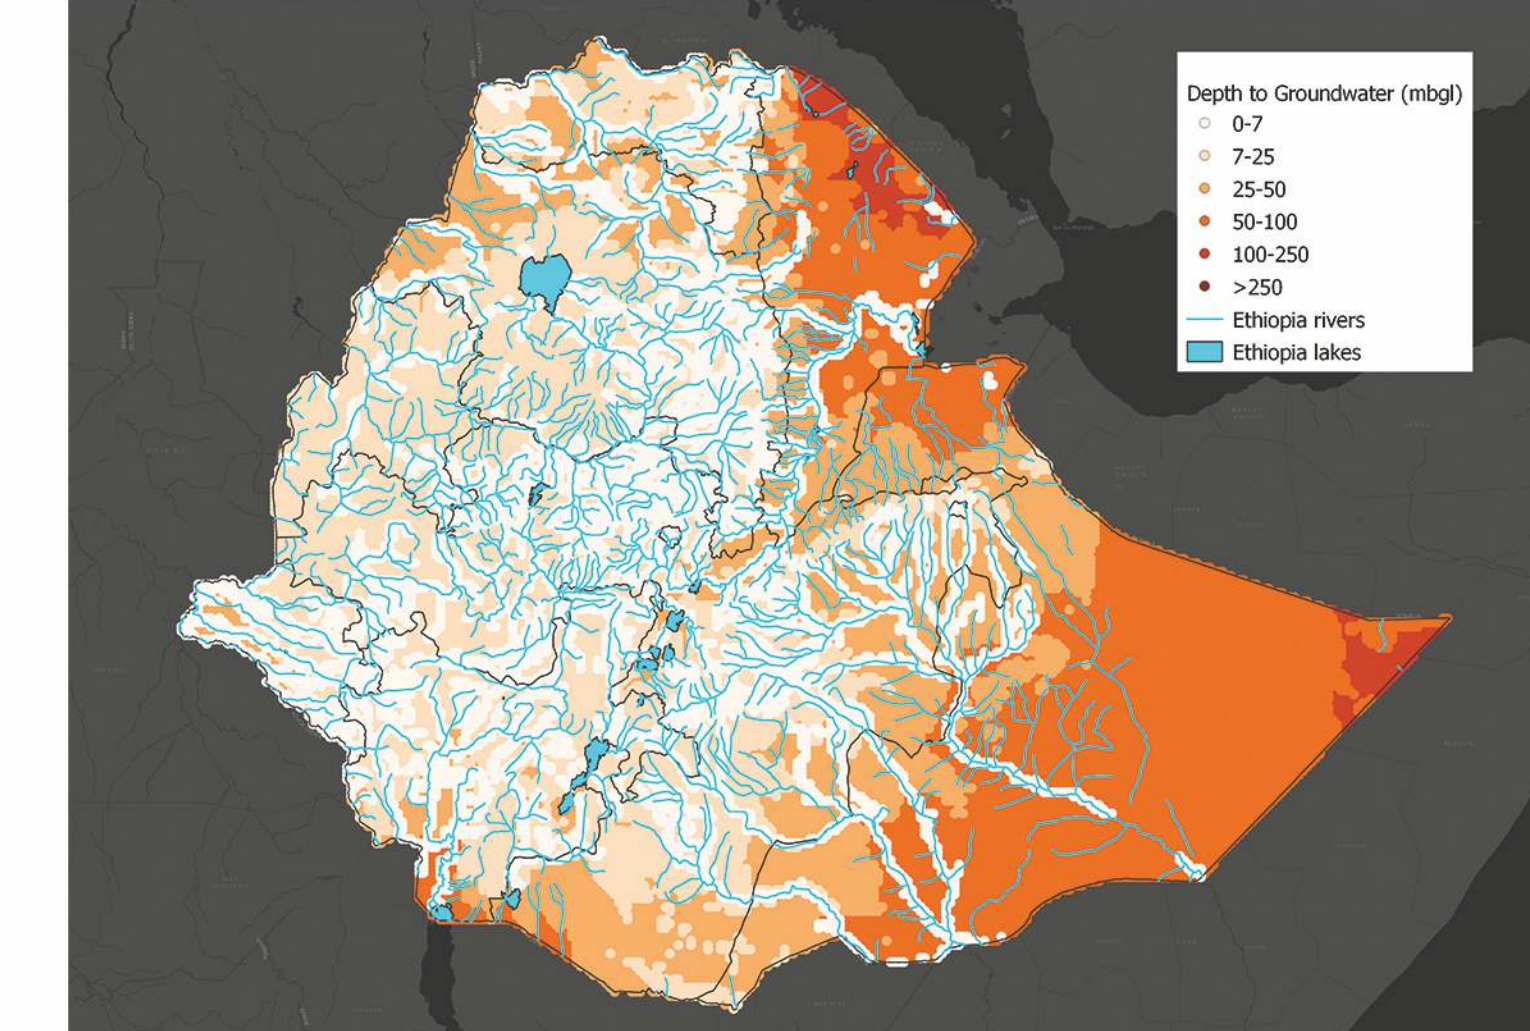 Depth to Groundwater (mbgl)
0-7
7-25
25-50
50-100
100-250
>250
Ethiopia rivers
Ethiopia lakes